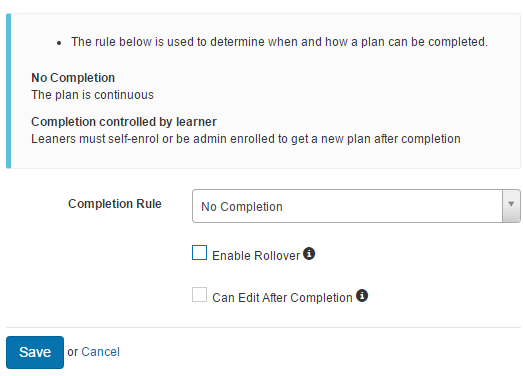 The rule below is used to determine when and how a plan can be completed.
No Completion
The plan is continuous
Completion controlled by learner
Leaners must self-enrol or be admin enrolled to get a new plan after completion
Completion Rule
No Completion
Enable Rollover
Can Edit After Completion
Save or Cancel